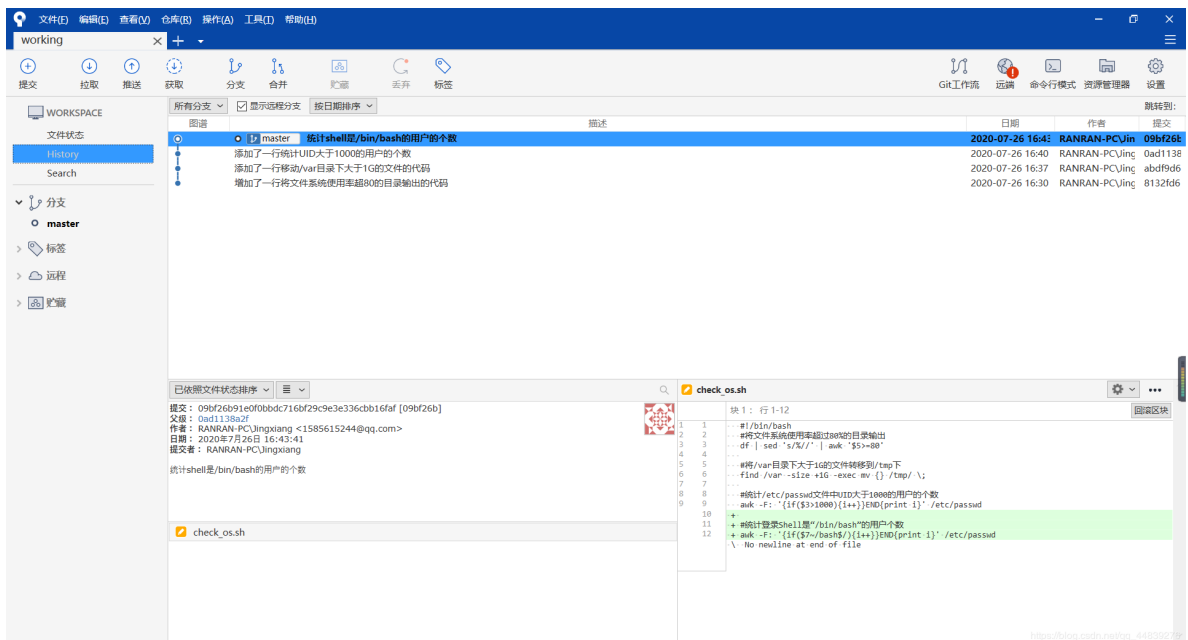 文件(F) 编辑(E) 查看(V) 仓库(R) 操作(A) 工具(T) 帮助(H)
working
提交 拉取 推送 获取 分支 合并 贮藏 丢弃 标签 Git工作流 远端 命令行模式 资源管理器 设置
WORKSPACE
文件状态
History
Search
分支
master
标签
远程
贮藏
所有分支 显示远程分支 按日期排序 跳转到:
图谱 描述 日期 作者 提交
master 统计shell是/bin/bash的用户的个数 2020-07-26 16:43 RANRAN-PC\Jin 09bf26b
添加了一行统计UID大于1000的用户的个数 2020-07-26 16:40 RANRAN-PC\Jing 0ad1138
添加了一行移动/var目录下大于1G的文件的代码 2020-07-26 16:37 RANRAN-PC\Jing abdf9d6
增加了一行将文件系统使用率超80的目录输出的代码 2020-07-26 16:30 RANRAN-PC\Jing 8132fd6
已依照文件状态排序
提交： 09bf26b91e0f0bbdc716bf29c9e3e336cbb16faf [09bf26b]
父级： 0ad1138a2f
作者： RANRAN-PC\Jingxiang <1585615244@qq.com>
日期： 2020年7月26日 16:43:41
提交者： RANRAN-PC\Jingxiang
统计shell是/bin/bash的用户的个数
check_os.sh
check_os.sh
块 1： 行 1-12 回滚区块
1 1 #!/bin/bash
2 2 #将文件系统使用率超过80%的目录输出
3 3 df | sed 's/%//' | awk '$5>=80'
4 4
5 5 #将/var目录下大于1G的文件转移到/tmp下
6 6 find /var -size +1G -exec mv {} /tmp/ \;
7 7
8 8 #统计/etc/passwd文件中UID大于1000的用户的个数
9 9 awk -F: '{if($3>1000){i++}}END{print i}' /etc/passwd
10 +
11 + #统计登录Shell是“/bin/bash”的用户个数
12 + awk -F: '{if($7~/bash$/){i++}}END{print i}' /etc/passwd
\ No newline at end of file